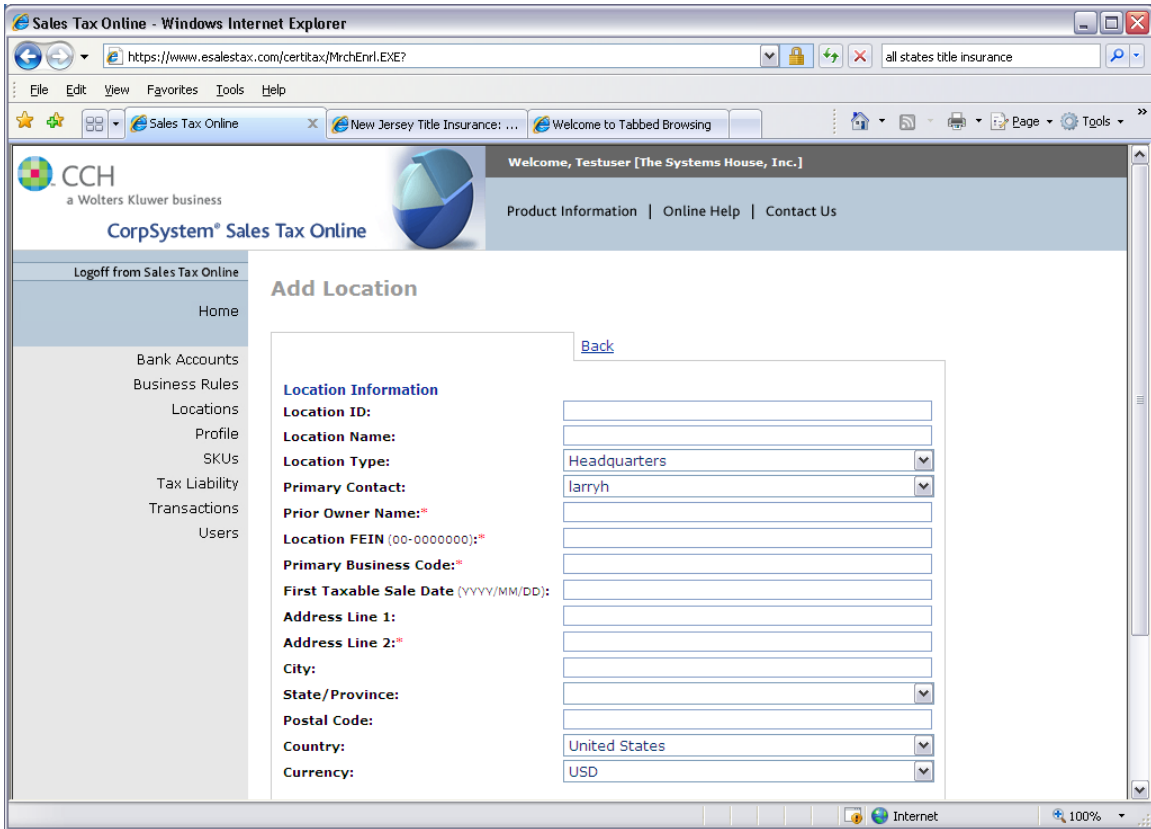 Sales Tax Online - Windows Internet Explorer
https://www.esalestax.com/certitax/MrchEnrl.EXE?
all states title insurance
File Edit View Favorites Tools Help
Sales Tax Online
New Jersey Title Insurance: ...
Welcome to Tabbed Browsing
Page Tools »
CCH
a Wolters Kluwer business
CorpSystem® Sales Tax Online
Welcome, Testuser [The Systems House, Inc.]
Product Information | Online Help | Contact Us
Logoff from Sales Tax Online
Home
Bank Accounts
Business Rules
Locations
Profile
SKUs
Tax Liability
Transactions
Users
Add Location
Back
Location Information
Location ID:
Location Name:
Location Type: Headquarters
Primary Contact: larryh
Prior Owner Name:*
Location FEIN (00-0000000):*
Primary Business Code:*
First Taxable Sale Date (YYYY/MM/DD):
Address Line 1:
Address Line 2:*
City:
State/Province:
Postal Code:
Country: United States
Currency: USD
Internet
100%